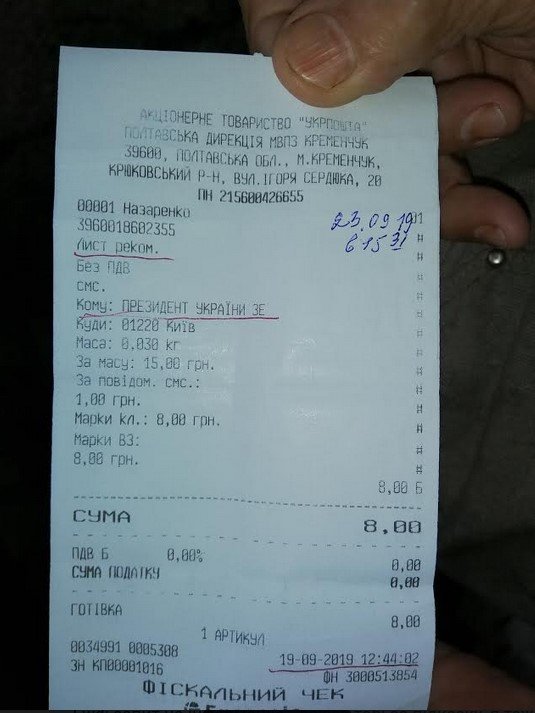 АКЦІОНЕРНЕ ТОВАРИСТВО "УКРПОШТА"
ПОЛТАВСЬКА ДИРЕКЦІЯ МВПЗ КРЕМЕНЧУК
39600, ПОЛТАВСЬКА ОБЛ., М.КРЕМЕНЧУК,
КРЮКОВСЬКИЙ Р-Н, ВУЛ.ІГОРЯ СЕРДЮКА, 20
ПН 215600426655
00001 Назаренко 01
23.09.19
3960018602355 #
в 15 31
Лист реком. #
Без ПДВ #
смс. #
Кому: ПРЕЗИДЕНТ УКРАЇНИ ЗЕ #
Куди: 01220 Київ #
Маса: 0.030 кг #
За масу: 15,00 грн. #
За повідом. смс.: #
1,00 грн. #
Марки кл.: 8,00 грн. #
Марки ВЗ: #
8,00 грн. #
8,00 Б
СУМА 8,00
ПДВ Б 0,00% 0,00
СУМА ПОДАТКУ 0,00
ГОТІВКА 8,00
1 АРТИКУЛ
0034991 0005308 19-09-2019 12:44:02
ЗН КП00001016 ФН 3000513854
ФІСКАЛЬНИЙ ЧЕК